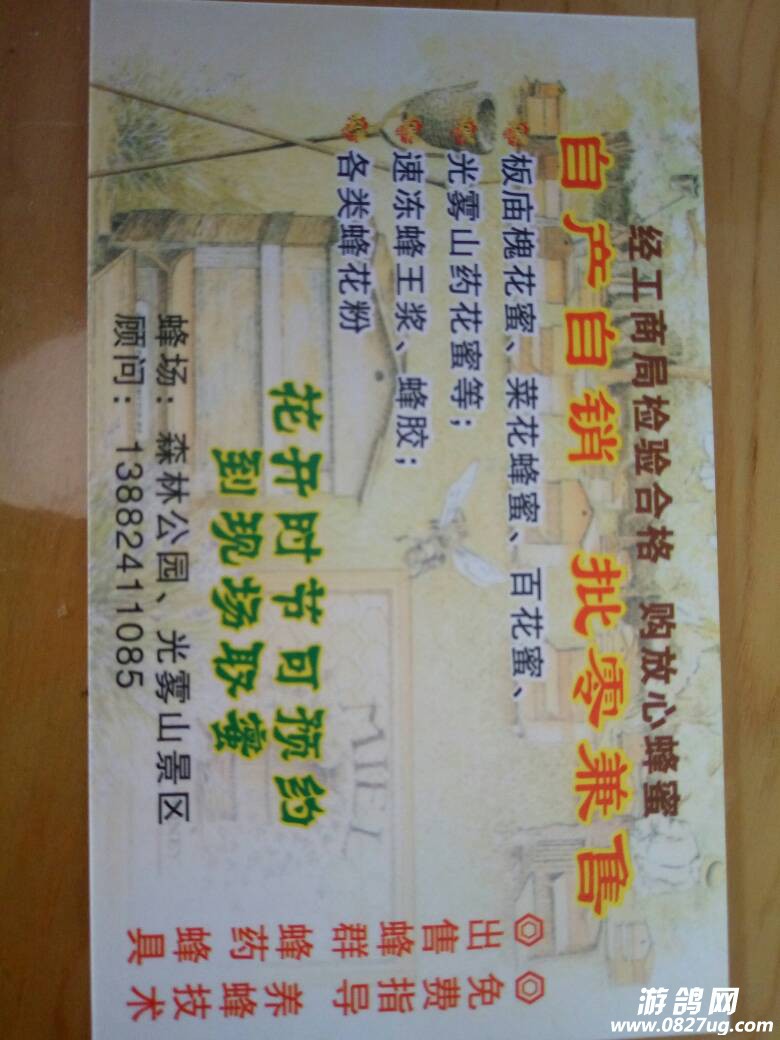 经工商局检验合格 购放心蜂蜜
自产自销 批零兼售
板庙槐花蜜、菜花蜂蜜、百花蜜、
光雾山药花蜜等；
速冻蜂王浆、蜂胶；
各类蜂花粉
花开时节可预约
到现场取蜜
蜂场：森林公园、光雾山景区
顾问：13882411085
免费指导养蜂技术
出售蜂群蜂药蜂具
MIEL
游鸽网
www.0827ug.com